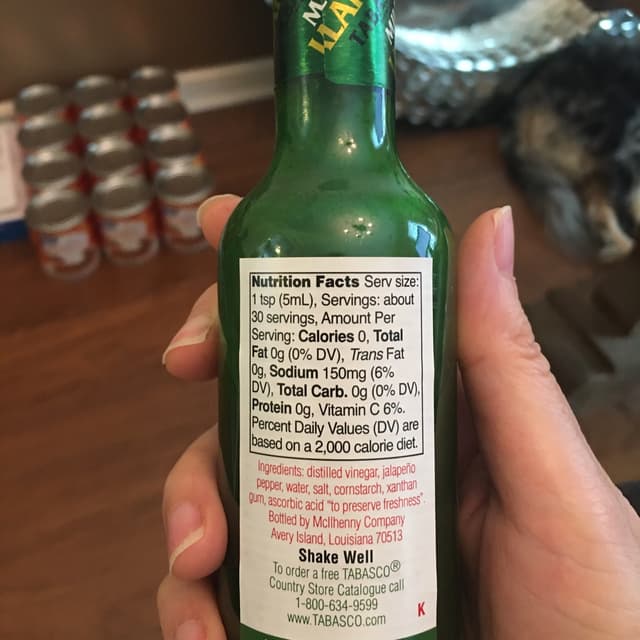 Nutrition Facts Serv size:
1 tsp (5mL), Servings: about
30 servings, Amount Per
Serving: Calories 0, Total
Fat 0g (0% DV), Trans Fat
0g, Sodium 150mg (6%
DV), Total Carb. 0g (0% DV),
Protein 0g, Vitamin C 6%.
Percent Daily Values (DV) are
based on a 2,000 calorie diet.
Ingredients: distilled vinegar, jalapeño
pepper, water, salt, cornstarch, xanthan
gum, ascorbic acid "to preserve freshness".
Bottled by McIlhenny Company
Avery Island, Louisiana 70513
Shake Well
To order a free TABASCO®
Country Store Catalogue call
1-800-634-9599
www.TABASCO.com
K